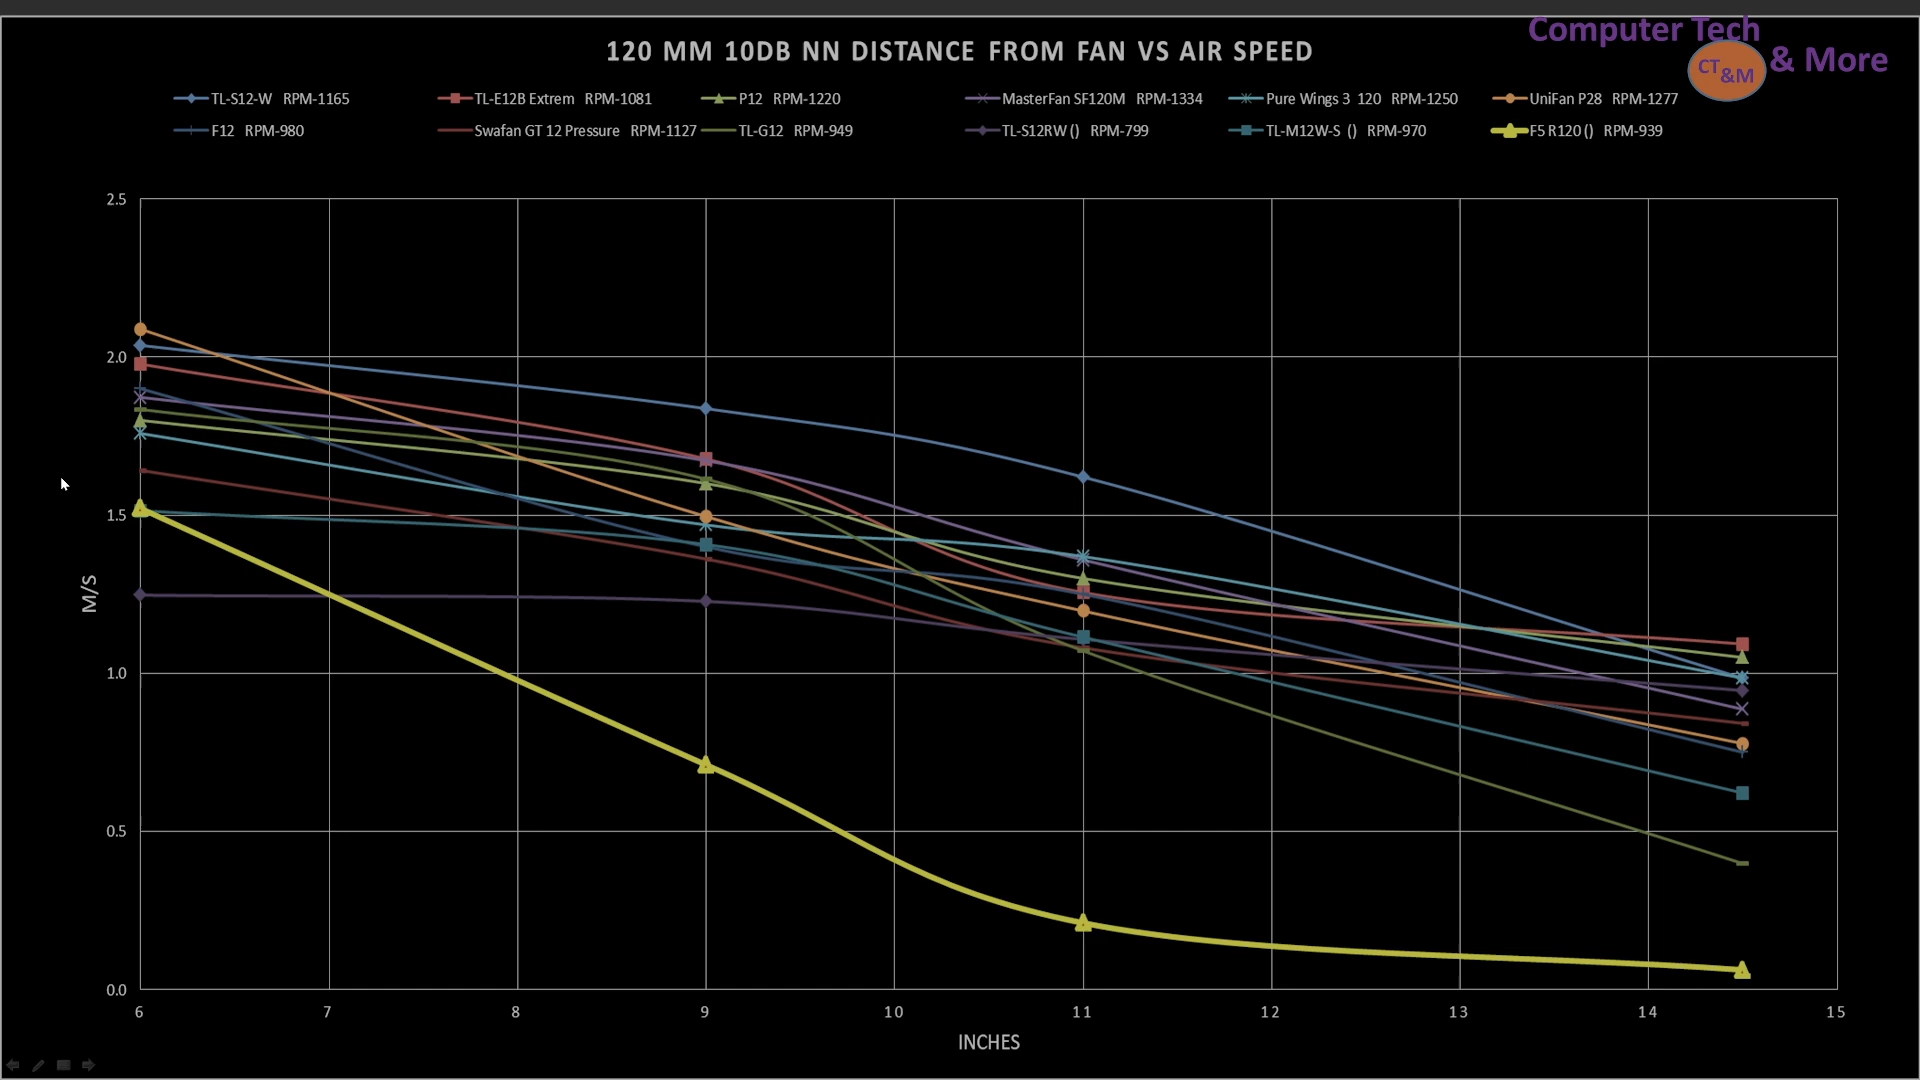 Computer Tech
& More
CT
&M
120 MM 10DB NN DISTANCE FROM FAN VS AIR SPEED
TL-S12-W RPM-1165 TL-E12B Extrem RPM-1081 P12 RPM-1220 MasterFan SF120M RPM-1334 Pure Wings 3 120 RPM-1250 UniFan P28 RPM-1277
F12 RPM-980 Swafan GT 12 Pressure RPM-1127 TL-G12 RPM-949 TL-S12RW () RPM-799 TL-M12W-S () RPM-970 F5 R120 () RPM-939
2.5
2.0
1.5
M/S
1.0
0.5
0.0
6 7 8 9 10 11 12 13 14 15
INCHES